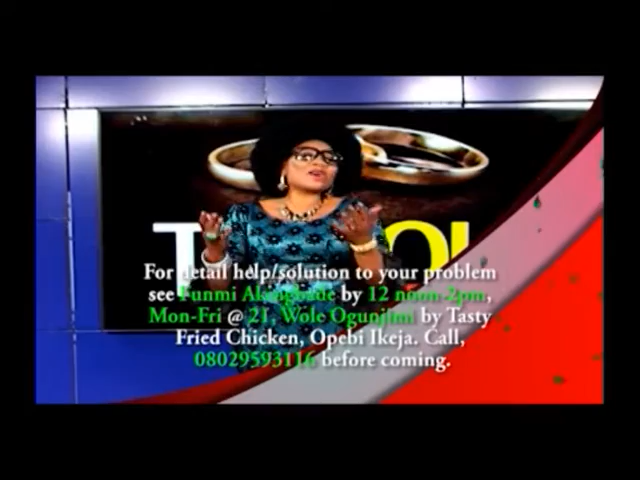 For detail help/solution to your problem
see Funmi by 12 noon-2pm,
Mon-Fri @ 21, Wole Ogunjimi by Tasty
Fried Chicken, Opebi Ikeja. Call,
08029593116 before coming.